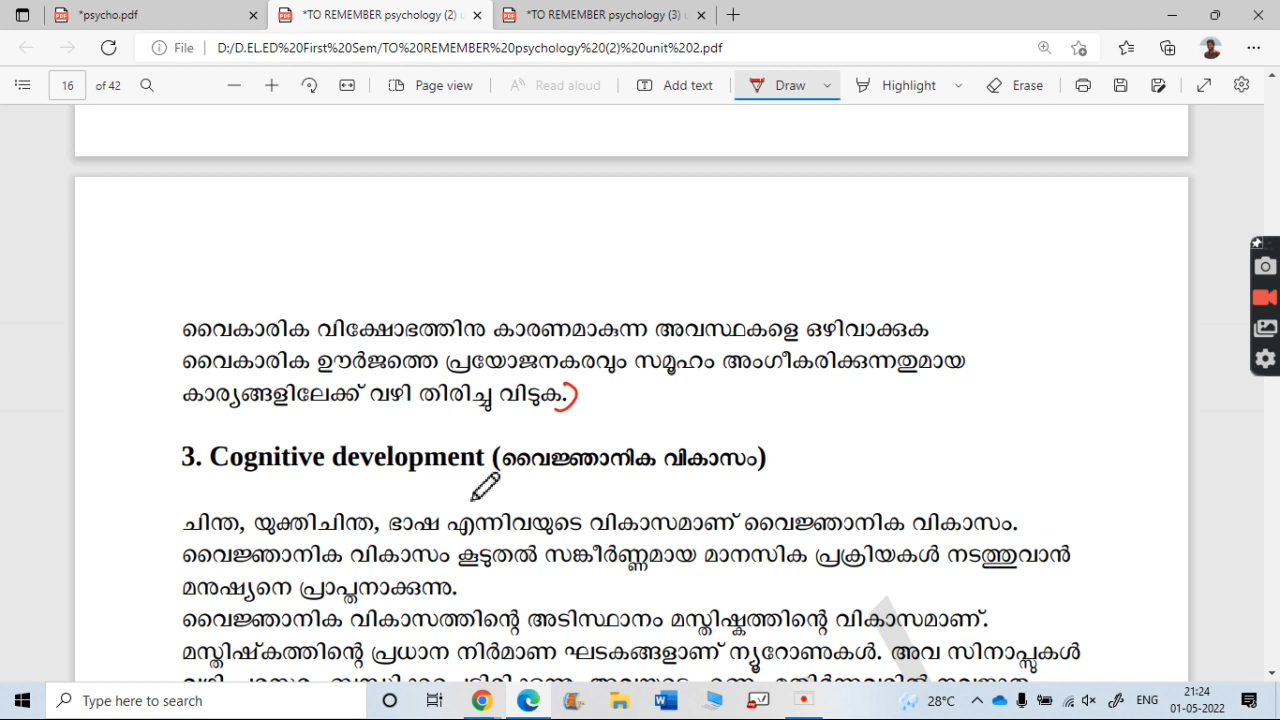 *psycho.pdf
*TO REMEMBER psychology (2) u
*TO REMEMBER psychology (3) u
File
D:/D.EL.ED%20First%20Sem/TO%20REMEMBER%20psychology%20(2)%20unit%202.pdf
16 of 42
Page view
Read aloud
Add text
Draw
Highlight
Erase
വൈകാരിക വിക്ഷോഭത്തിനു കാരണമാകുന്ന അവസ്ഥകളെ ഒഴിവാക്കുക
വൈകാരിക ഊർജത്തെ പ്രയോജനകരവും സമൂഹം അംഗീകരിക്കുന്നതുമായ
കാര്യങ്ങളിലേക്ക് വഴി തിരിച്ചു വിടുക.
3. Cognitive development (വൈജ്ഞാനിക വികാസം)
ചിന്ത, യുക്തിചിന്ത, ഭാഷ എന്നിവയുടെ വികാസമാണ് വൈജ്ഞാനിക വികാസം.
വൈജ്ഞാനിക വികാസം കൂടുതൽ സങ്കീർണ്ണമായ മാനസിക പ്രക്രിയകൾ നടത്തുവാൻ
മനുഷ്യനെ പ്രാപ്തനാക്കുന്നു.
വൈജ്ഞാനിക വികാസത്തിന്റെ അടിസ്ഥാനം മസ്തിഷ്കത്തിന്റെ വികാസമാണ്.
മസ്തിഷ്കത്തിന്റെ പ്രധാന നിർമാണ ഘടകങ്ങളാണ് ന്യൂറോണുകൾ. അവ സിനാപ്സുകൾ
Type here to search
28°C
ENG
21:24
01-05-2022